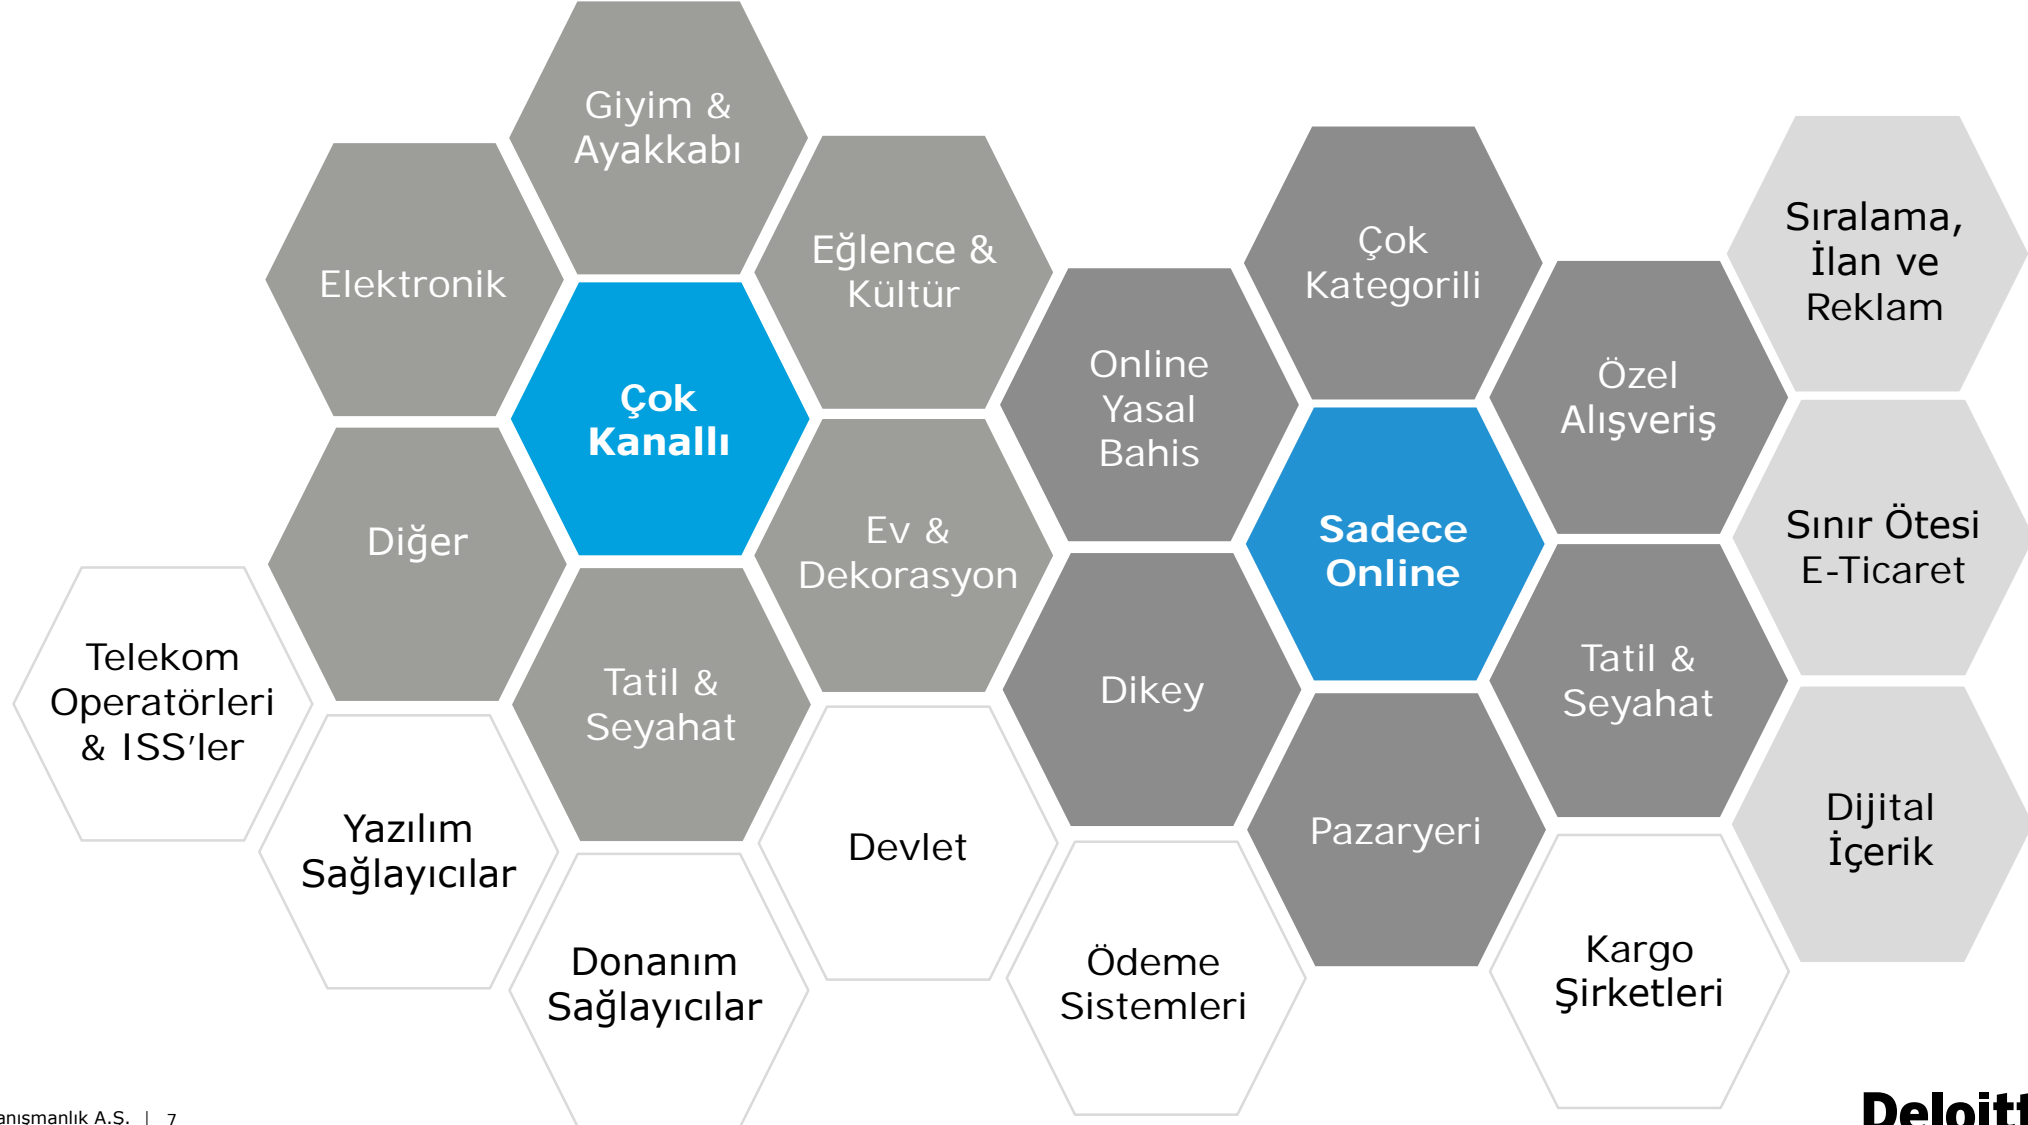 Giyim &
Ayakkabı
Elektronik
Eğlence &
Kültür
Çok
Kanallı
Diğer
Ev &
Dekorasyon
Tatil &
Seyahat
Çok
Kategorili
Online
Yasal
Bahis
Özel
Alışveriş
Sadece
Online
Dikey
Tatil &
Seyahat
Pazaryeri
Sıralama,
İlan ve
Reklam
Sınır Ötesi
E-Ticaret
Dijital
İçerik
Telekom
Operatörleri
& ISS’ler
Yazılım
Sağlayıcılar
Donanım
Sağlayıcılar
Devlet
Ödeme
Sistemleri
Kargo
Şirketleri
anışmanlık A.Ş. | 7
Deloitt